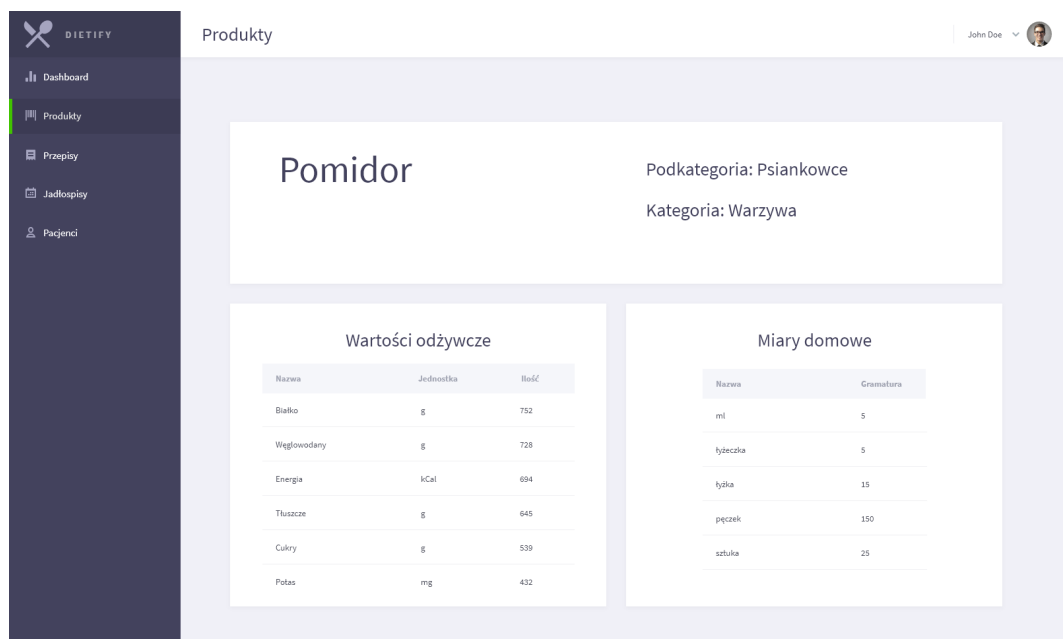 DIETIFY
Produkty
John Doe
Dashboard
Produkty
Przepisy
Jadłospisy
Pacjenci
Pomidor
Podkategoria: Psiankowce
Kategoria: Warzywa
Wartości odżywcze
Nazwa Jednostka Ilość
Białko g 752
Węglowodany g 728
Energia kCal 694
Tłuszcze g 645
Cukry g 539
Potas mg 432
Miary domowe
Nazwa Gramatura
ml 5
łyżeczka 5
łyżka 15
pęczek 150
sztuka 25